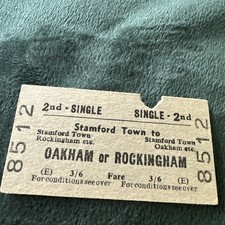 2nd - SINGLE SINGLE - 2nd
Stamford Town to
Stamford Town Stamford Town
Rockingham etc. Oakham etc.
OAKHAM or ROCKINGHAM
(E) 3/6 Fare 3/6 (E)
For conditions see over For conditions see over
8512
8512